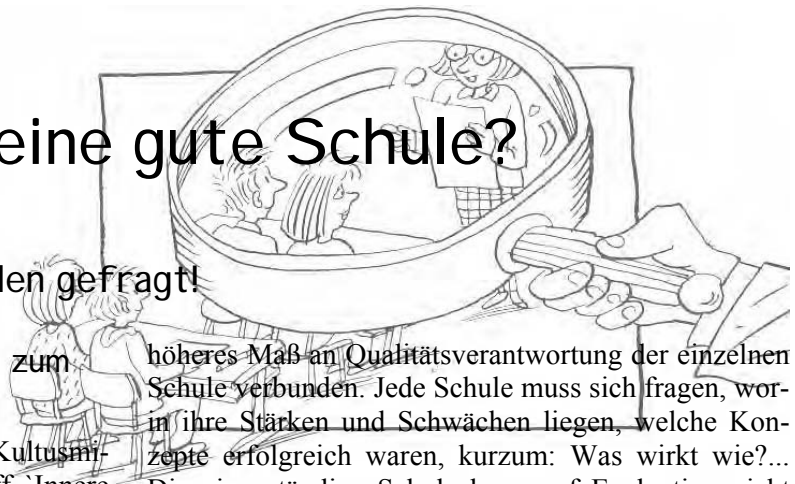 eine gute Schule?
len gefragt!
zum
Kultusmi-
`Innere
höheres Maß an Qualitätsverantwortung der einzelnen
Schule verbunden. Jede Schule muss sich fragen, wor-
in ihre Stärken und Schwächen liegen, welche Kon-
zepte erfolgreich waren, kurzum: Was wirkt wie?...